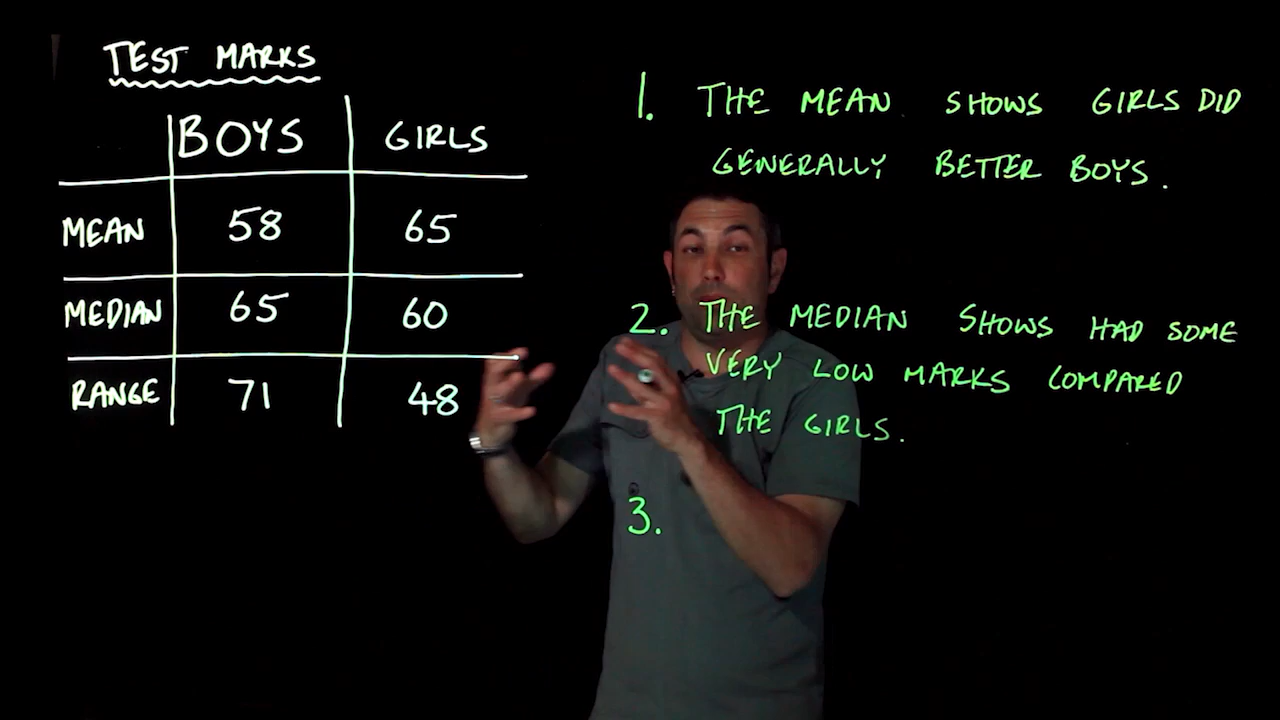 TEST MARKS
BOYS GIRLS
MEAN 58 65
MEDIAN 65 60
RANGE 71 48
1. THE MEAN SHOWS GIRLS DID
GENERALLY BETTER BOYS.
2. THE MEDIAN SHOWS HAD SOME
VERY LOW MARKS COMPARED
THE GIRLS.
3.